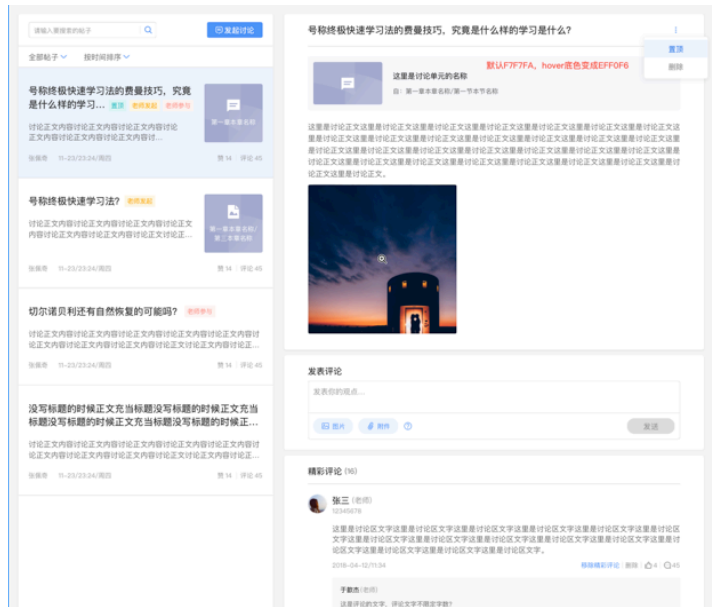 请输入要搜索的帖子
发起讨论
全部帖子
按时间排序
号称终极快速学习法的费曼技巧，究竟
是什么样的学习... 置顶 老师发起 老师参与
讨论正文内容讨论正文内容讨论正文内容讨论
正文内容讨论正文内容讨论正文内容讨...
第一章本章名称
11-23/23:24/周四
赞 14 评论 45
号称终极快速学习法? 老师发起
讨论正文内容讨论正文内容讨论正文内容讨论正文
内容讨论正文内容讨论正文内容讨论正文讨论正...
第一章本章名称/
第三本章名称
11-23/23:24/周四
赞 14 评论 45
切尔诺贝利还有自然恢复的可能吗? 老师参与
讨论正文内容讨论正文内容讨论正文内容讨论正文内容讨论正文内容讨
论正文内容讨论正文内容讨论正文内容讨论正文内容讨论正文内容讨论正...
11-23/23:24/周四
赞 14 评论 45
没写标题的时候正文充当标题没写标题的时候正文充当
标题没写标题的时候正文充当标题没写标题的时候正文...
讨论正文内容讨论正文内容讨论正文内容讨论正文内容讨论正文内容讨
论正文内容讨论正文内容讨论正文内容讨论正文内容讨论正文内容讨论正...
11-23/23:24/周四
赞 14 评论 45
号称终极快速学习法的费曼技巧，究竟是什么样的学习是什么?
置顶
删除
默认F7F7FA，hover底色变成EFF0F6
这里是讨论单元的名称
自：第一章本章名称/第一节本节名称
这里是讨论正文这里是讨论正文这里是讨论正文这里是讨论正文这里是讨论正文这里是讨论正文这里是讨论正文这
里是讨论正文这里是讨论正文这里是讨论正文这里是讨论正文这里是讨论正文这里是讨论正文这里是讨论正文这里
是讨论正文这里是讨论正文这里是讨论正文这里是讨论正文这里是讨论正文这里是讨论正文这里是讨论正文这里是
讨论正文这里是讨论正文这里是讨论正文这里是讨论正文这里是讨论正文这里是讨论正文这里是讨论正文这里是讨
论正文这里是讨论正文。
发表评论
发表你的观点...
图片
附件
发送
精彩评论 (16)
张三 (老师)
12345678
这里是讨论区文字这里是讨论区文字这里是讨论区文字这里是讨论区文字这里是讨论区文字这里是讨论区
文字这里是讨论区文字这里是讨论区文字这里是讨论区文字这里是讨论区文字这里是讨论区文字这里是讨
论区文字这里是讨论区文字这里是讨论区文字这里是讨论区文字。
2018-04-12/11:34
移除精彩评论 删除 4 45
于歌杰(老师)
这是评论的文字，评论文字不限定字数?